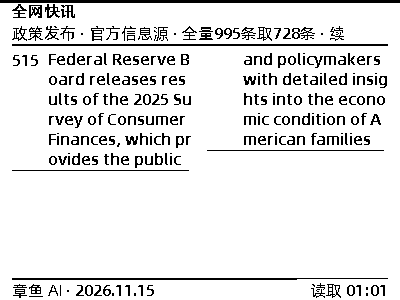 全网快讯
政策发布 · 官方信息源 · 全量995条取728条 · 续
515 Federal Reserve B
oard releases res
ults of the 2025 Su
rvey of Consumer
Finances, which pr
ovides the public
and policymakers
with detailed insig
hts into the econo
mic condition of A
merican families
章鱼 AI · 2026.11.15
读取 01:01